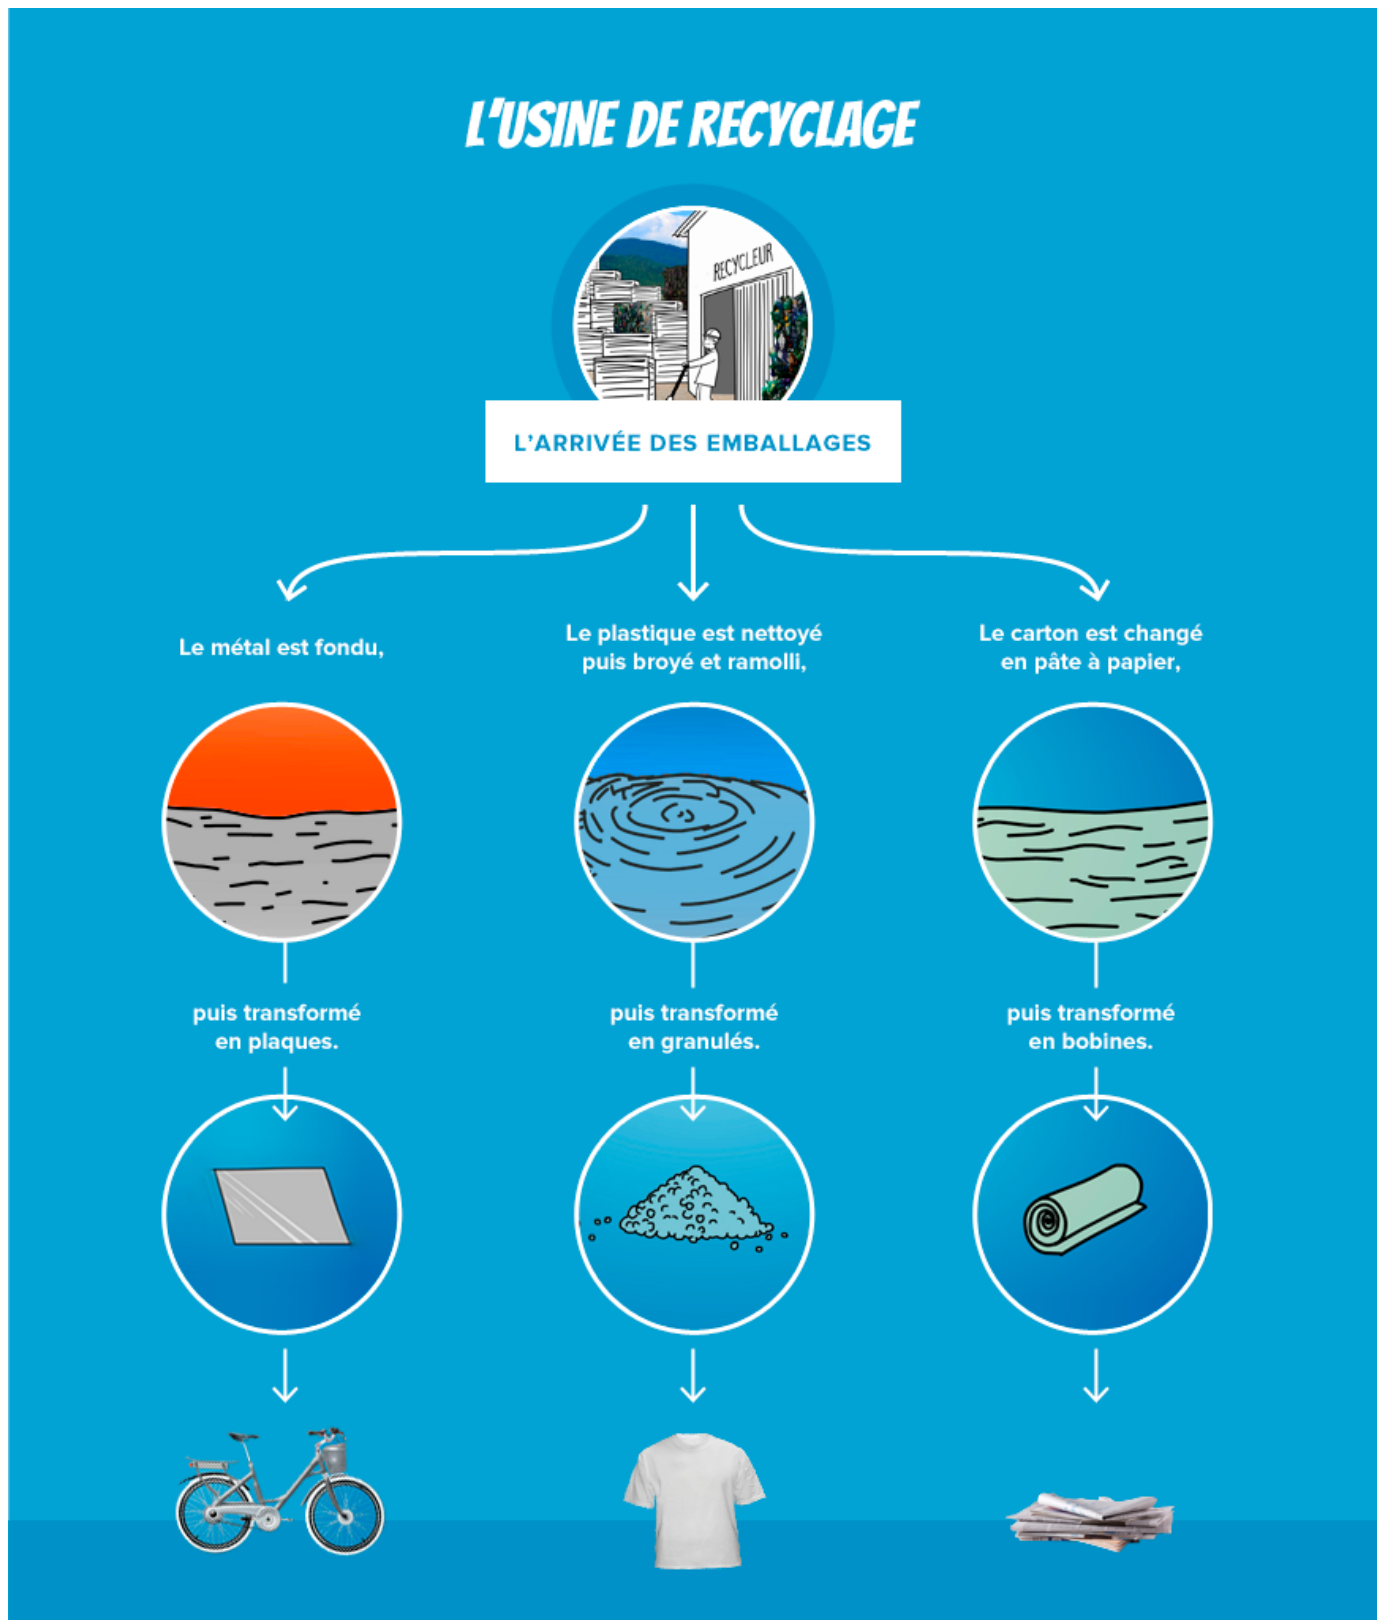 L'USINE DE RECYCLAGE
RECYCLEUR
L'ARRIVÉE DES EMBALLAGES
Le métal est fondu,
Le plastique est nettoyé
puis broyé et ramolli,
Le carton est changé
en pâte à papier,
puis transformé
en plaques.
puis transformé
en granulés.
puis transformé
en bobines.